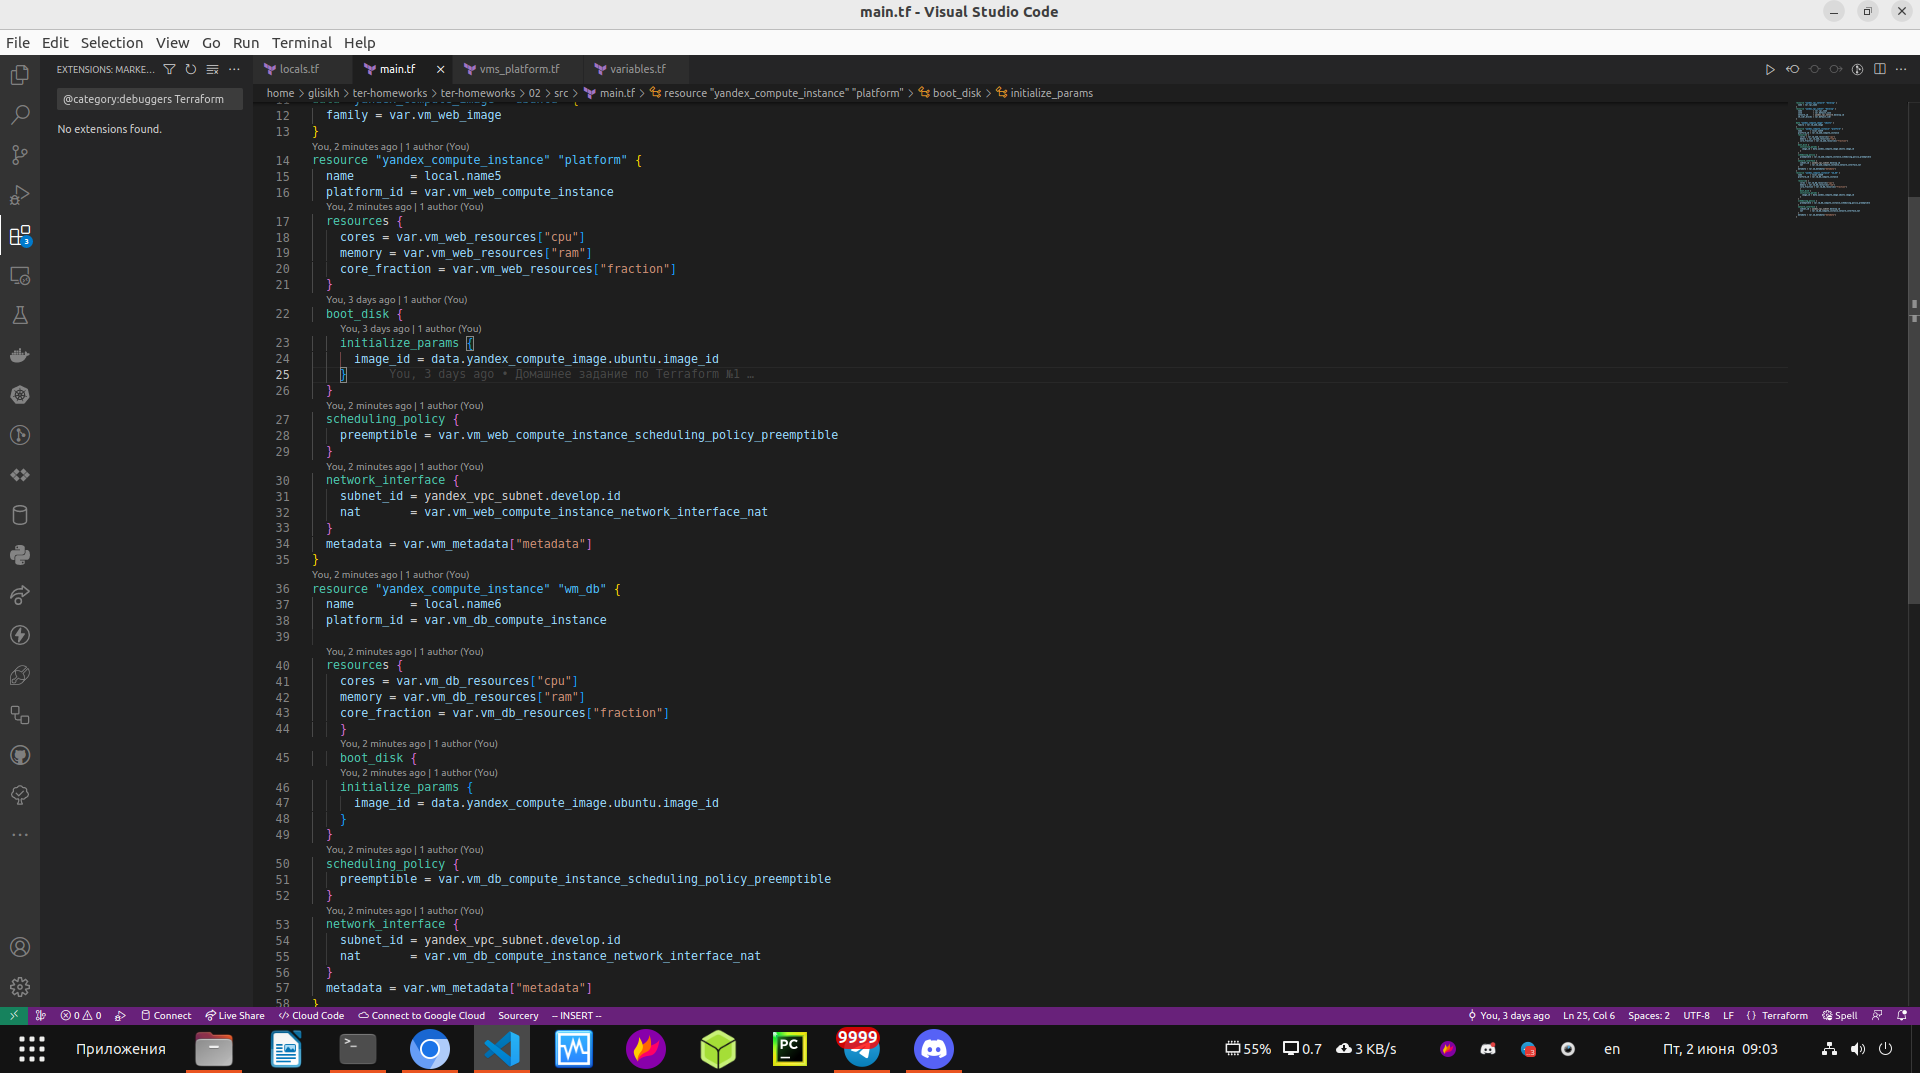 main.tf - Visual Studio Code
File Edit Selection View Go Run Terminal Help
EXTENSIONS: MARKE...
locals.tf
main.tf
vms_platform.tf
variables.tf
@category:debuggers Terraform
No extensions found.
home > glisikh > ter-homeworks > ter-homeworks > 02 > src > main.tf > resource "yandex_compute_instance" "platform" > boot_disk > initialize_params
12 family = var.vm_web_image
13 }
You, 2 minutes ago | 1 author (You)
14 resource "yandex_compute_instance" "platform" {
15 name        = local.name5
16 platform_id = var.vm_web_compute_instance
You, 2 minutes ago | 1 author (You)
17 resources {
18 cores = var.vm_web_resources["cpu"]
19 memory = var.vm_web_resources["ram"]
20 core_fraction = var.vm_web_resources["fraction"]
21 }
You, 3 days ago | 1 author (You)
22 boot_disk {
You, 3 days ago | 1 author (You)
23 initialize_params {
24 image_id = data.yandex_compute_image.ubuntu.image_id
25 } You, 3 days ago • Домашнее задание по Terraform №1 …
26 }
You, 2 minutes ago | 1 author (You)
27 scheduling_policy {
28 preemptible = var.vm_web_compute_instance_scheduling_policy_preemptible
29 }
You, 2 minutes ago | 1 author (You)
30 network_interface {
31 subnet_id = yandex_vpc_subnet.develop.id
32 nat       = var.vm_web_compute_instance_network_interface_nat
33 }
34 metadata = var.wm_metadata["metadata"]
35 }
You, 2 minutes ago | 1 author (You)
36 resource "yandex_compute_instance" "wm_db" {
37 name        = local.name6
38 platform_id = var.vm_db_compute_instance
39
You, 2 minutes ago | 1 author (You)
40 resources {
41 cores = var.vm_db_resources["cpu"]
42 memory = var.vm_db_resources["ram"]
43 core_fraction = var.vm_db_resources["fraction"]
44 }
You, 2 minutes ago | 1 author (You)
45 boot_disk {
You, 2 minutes ago | 1 author (You)
46 initialize_params {
47 image_id = data.yandex_compute_image.ubuntu.image_id
48 }
49 }
You, 2 minutes ago | 1 author (You)
50 scheduling_policy {
51 preemptible = var.vm_db_compute_instance_scheduling_policy_preemptible
52 }
You, 2 minutes ago | 1 author (You)
53 network_interface {
54 subnet_id = yandex_vpc_subnet.develop.id
55 nat       = var.vm_db_compute_instance_network_interface_nat
56 }
57 metadata = var.wm_metadata["metadata"]
58 }
0 0 Connect Live Share Cloud Code Connect to Google Cloud Sourcery -- INSERT -- You, 3 days ago Ln 25, Col 6 Spaces: 2 UTF-8 LF {} Terraform Spell
Приложения PC 9999 55% 0.7 3 KB/s en Пт, 2 июня 09:03